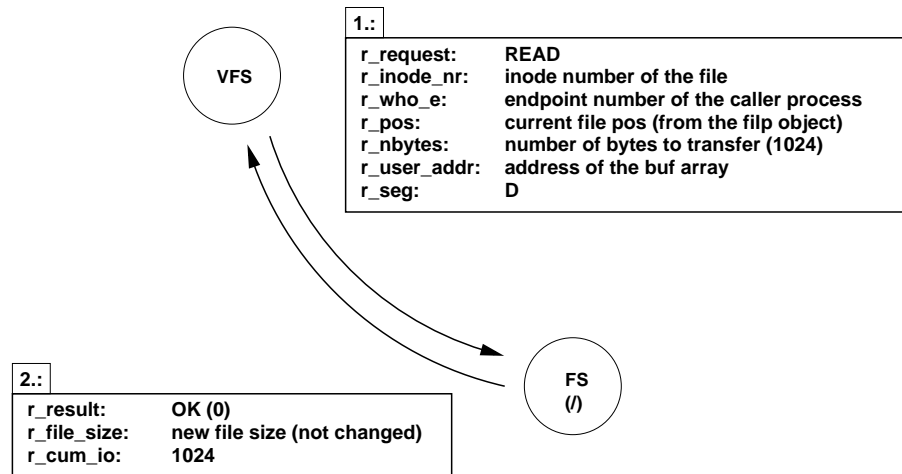 1.:
VFS
r_request: READ
r_inode_nr: inode number of the file
r_who_e: endpoint number of the caller process
r_pos: current file pos (from the filp object)
r_nbytes: number of bytes to transfer (1024)
r_user_addr: address of the buf array
r_seg: D
FS
(/)
2.:
r_result: OK (0)
r_file_size: new file size (not changed)
r_cum_io: 1024